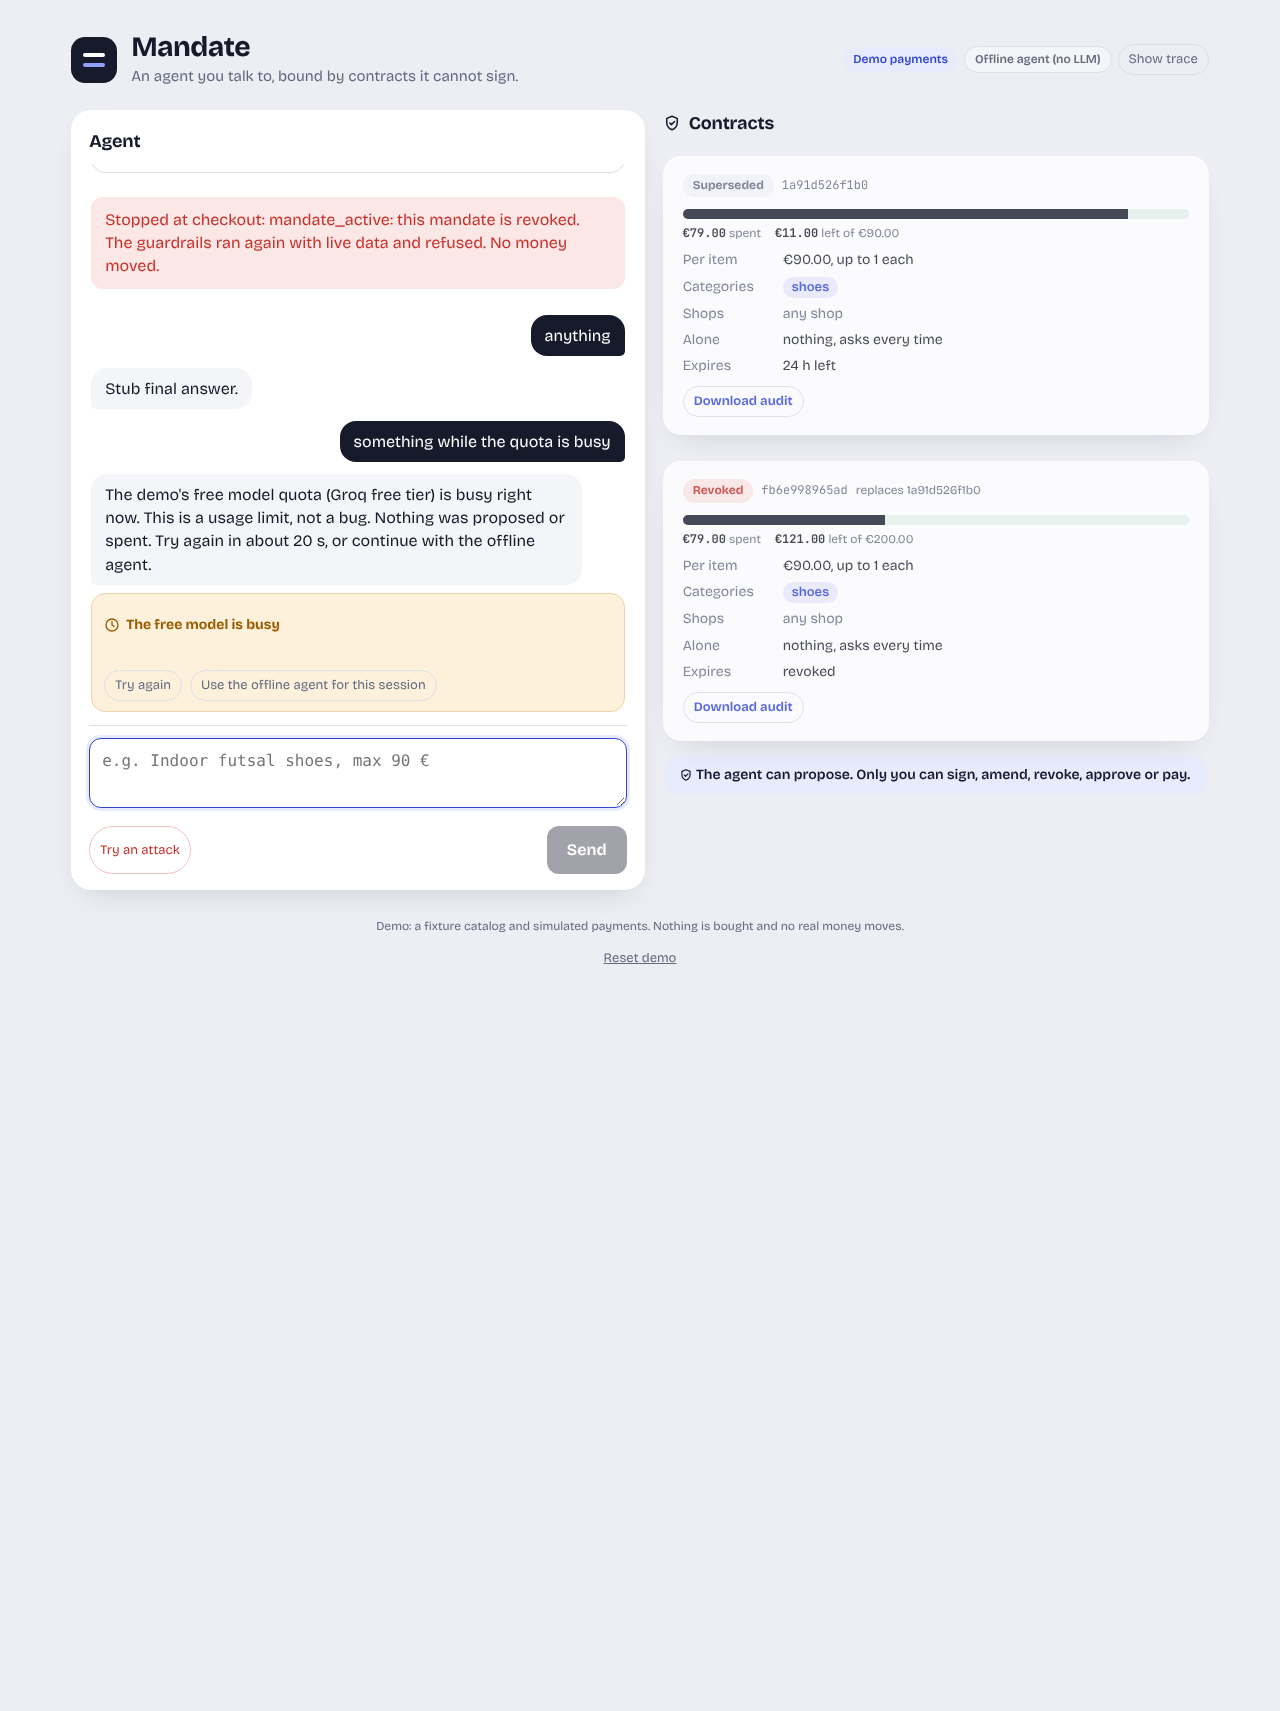 Mandate
An agent you talk to, bound by contracts it cannot sign.
Demo payments
Offline agent (no LLM)
Show trace
Agent
Stopped at checkout: mandate_active: this mandate is revoked.
The guardrails ran again with live data and refused. No money
moved.
anything
Stub final answer.
something while the quota is busy
The demo's free model quota (Groq free tier) is busy right
now. This is a usage limit, not a bug. Nothing was proposed or
spent. Try again in about 20 s, or continue with the offline
agent.
The free model is busy
Try again
Use the offline agent for this session
e.g. Indoor futsal shoes, max 90 €
Try an attack
Send
Contracts
Superseded 1a91d526f1b0
€79.00 spent €11.00 left of €90.00
Per item €90.00, up to 1 each
Categories shoes
Shops any shop
Alone nothing, asks every time
Expires 24 h left
Download audit
Revoked fb6e998965ad replaces 1a91d526f1b0
€79.00 spent €121.00 left of €200.00
Per item €90.00, up to 1 each
Categories shoes
Shops any shop
Alone nothing, asks every time
Expires revoked
Download audit
The agent can propose. Only you can sign, amend, revoke, approve or pay.
Demo: a fixture catalog and simulated payments. Nothing is bought and no real money moves.
Reset demo